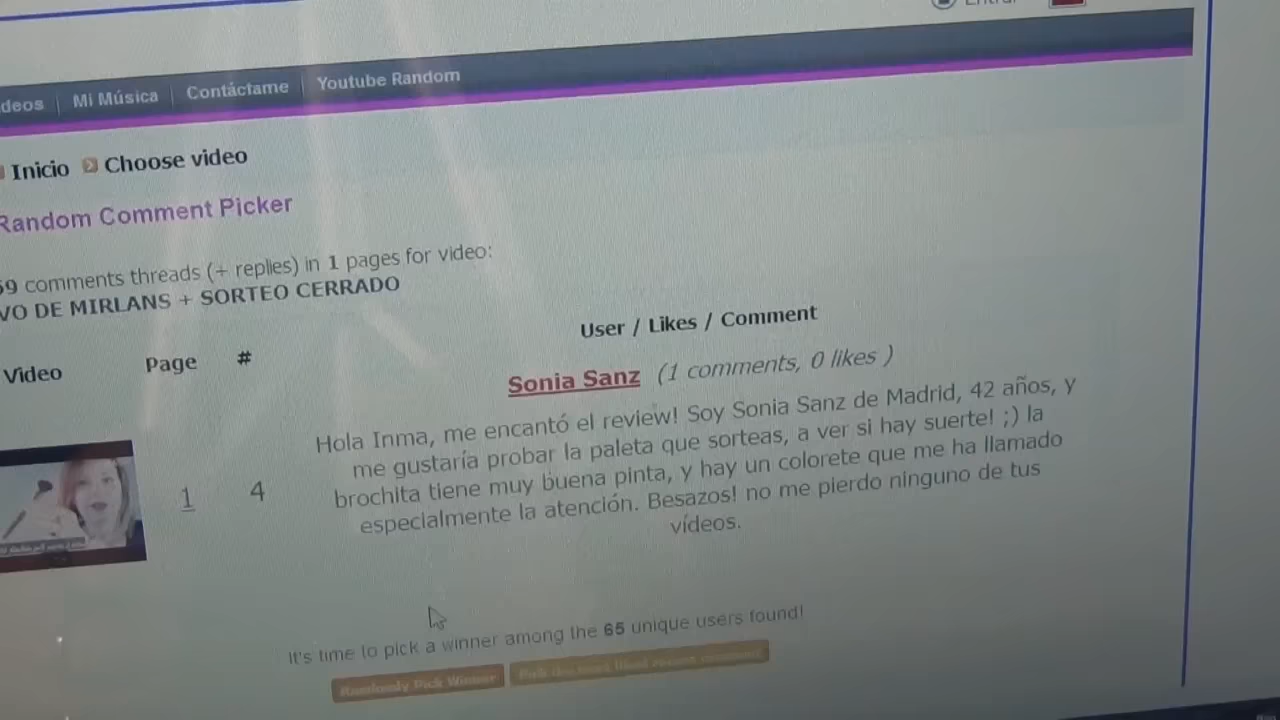 Entrar
deos | Mi Música | Contáctame | Youtube Random
Inicio Choose video
Random Comment Picker
59 comments threads (+ replies) in 1 pages for video:
VO DE MIRLANS + SORTEO CERRADO
User / Likes / Comment
Video Page #
Sonia Sanz (1 comments, 0 likes )
Hola Inma, me encantó el review! Soy Sonia Sanz de Madrid, 42 años, y
me gustaría probar la paleta que sorteas, a ver si hay suerte! ;) la
brochita tiene muy buena pinta, y hay un colorete que me ha llamado
especialmente la atención. Besazos! no me pierdo ninguno de tus
vídeos.
1 4
It's time to pick a winner among the 65 unique users found!
Randomly Pick Winner